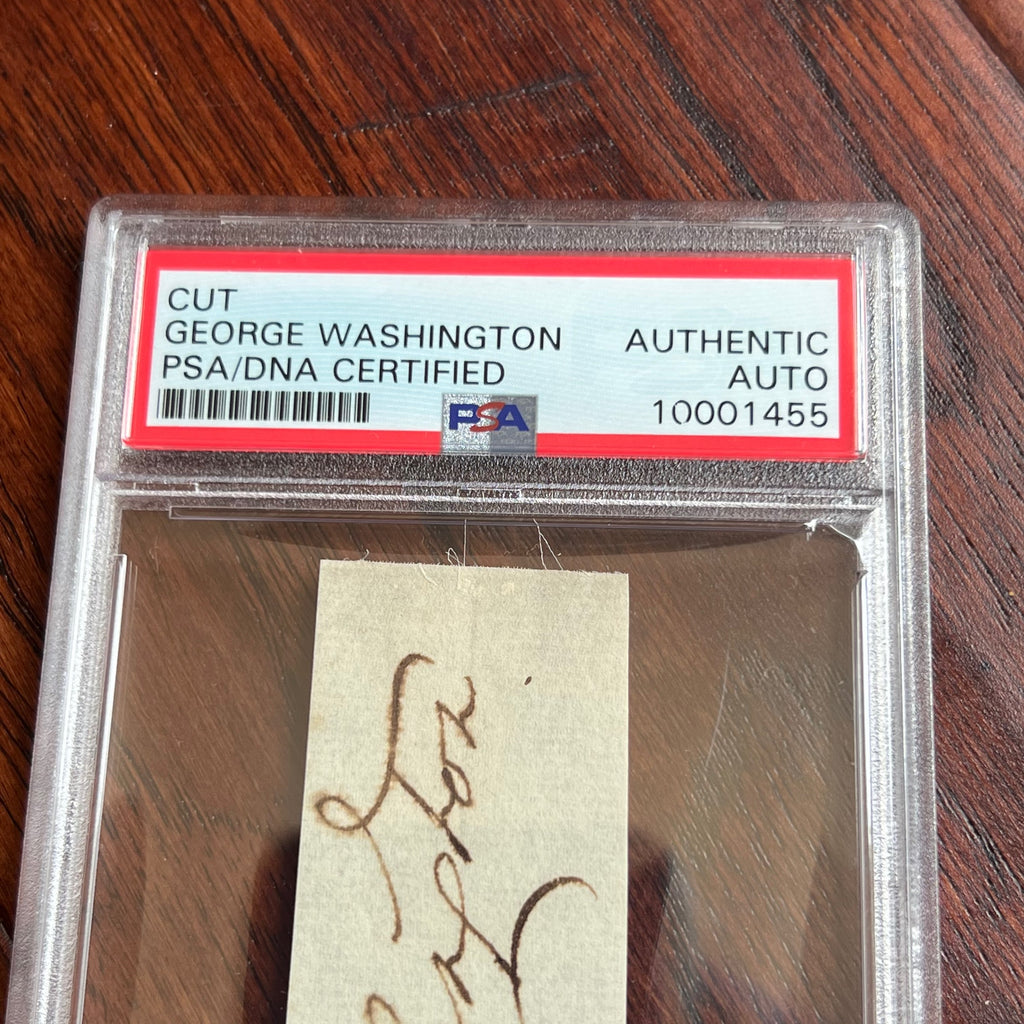 CUT
GEORGE WASHINGTON
PSA/DNA CERTIFIED
AUTHENTIC
AUTO
10001455
PSA